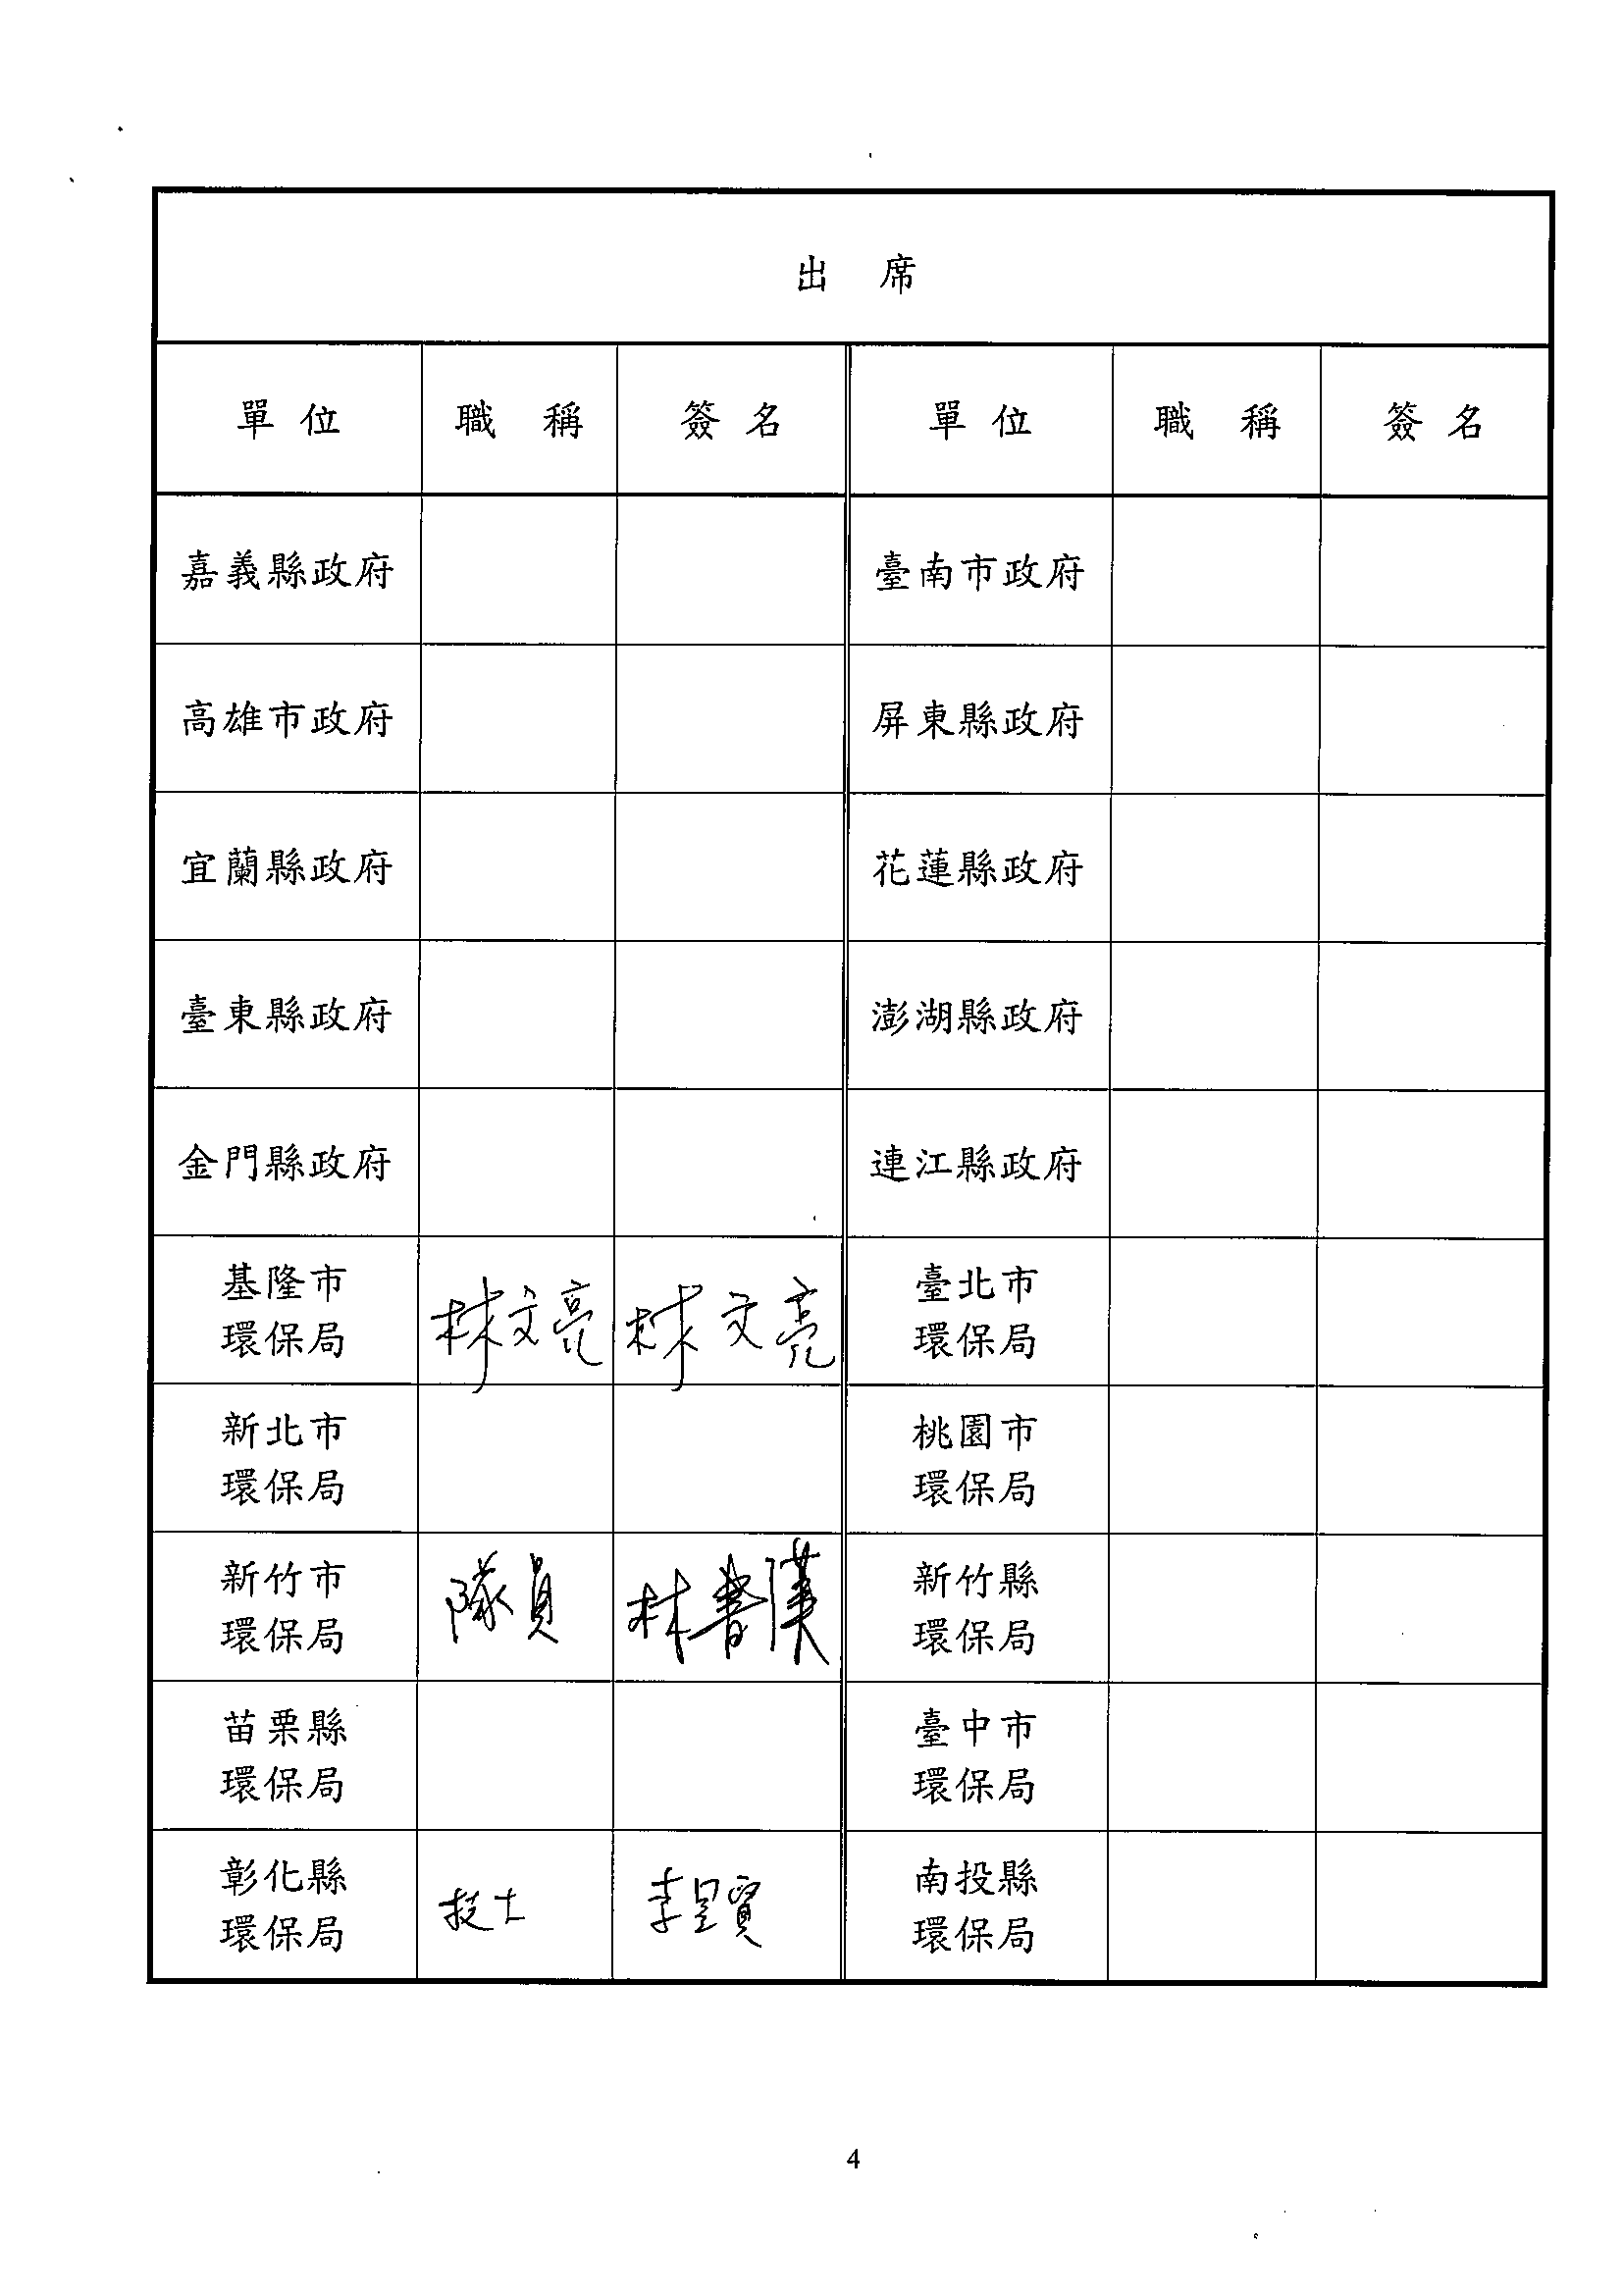 出 席
單位 職稱 簽名 單位 職稱 簽名
嘉義縣政府 臺南市政府
高雄市政府 屏東縣政府
宜蘭縣政府 花蓮縣政府
臺東縣政府 澎湖縣政府
金門縣政府 連江縣政府
基隆市 臺北市
環保局 林文亮 林文亮 環保局
新北市 桃園市
環保局 環保局
新竹市 新竹縣
環保局 隊員 林 漢 環保局
苗栗縣 臺中市
環保局 環保局
彰化縣 南投縣
環保局 技士 李 環保局
4